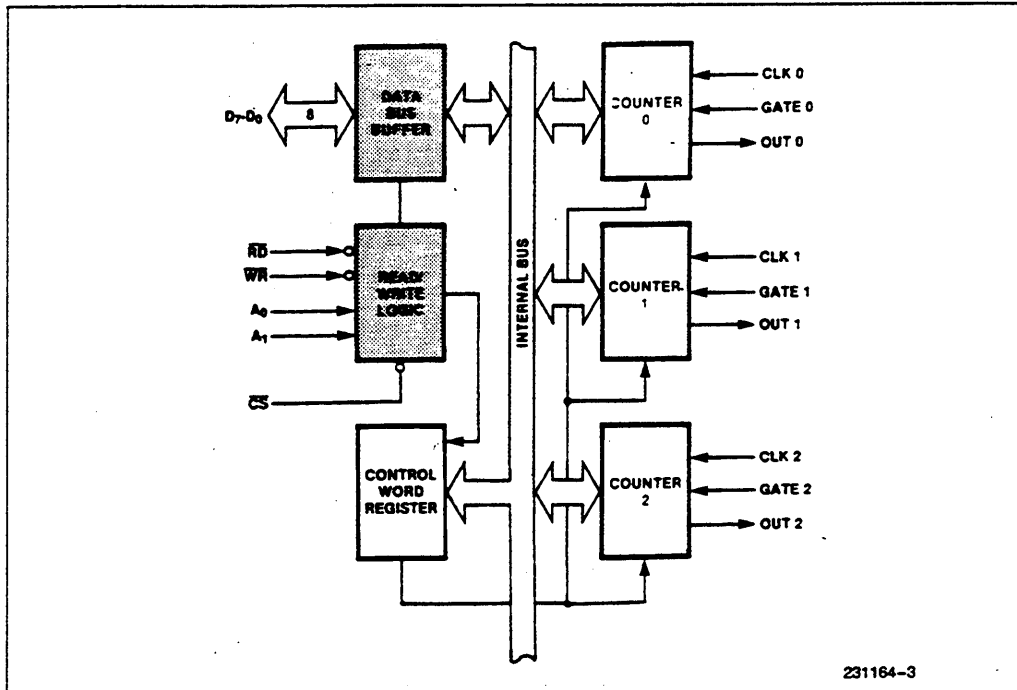 D7-D0
8
DATA
BUS
BUFFER
COUNTER
0
CLK 0
GATE 0
OUT 0
RD
WR
A0
A1
CS
READ/
WRITE
LOGIC
INTERNAL BUS
COUNTER
1
CLK 1
GATE 1
OUT 1
CONTROL
WORD
REGISTER
COUNTER
2
CLK 2
GATE 2
OUT 2
231164-3